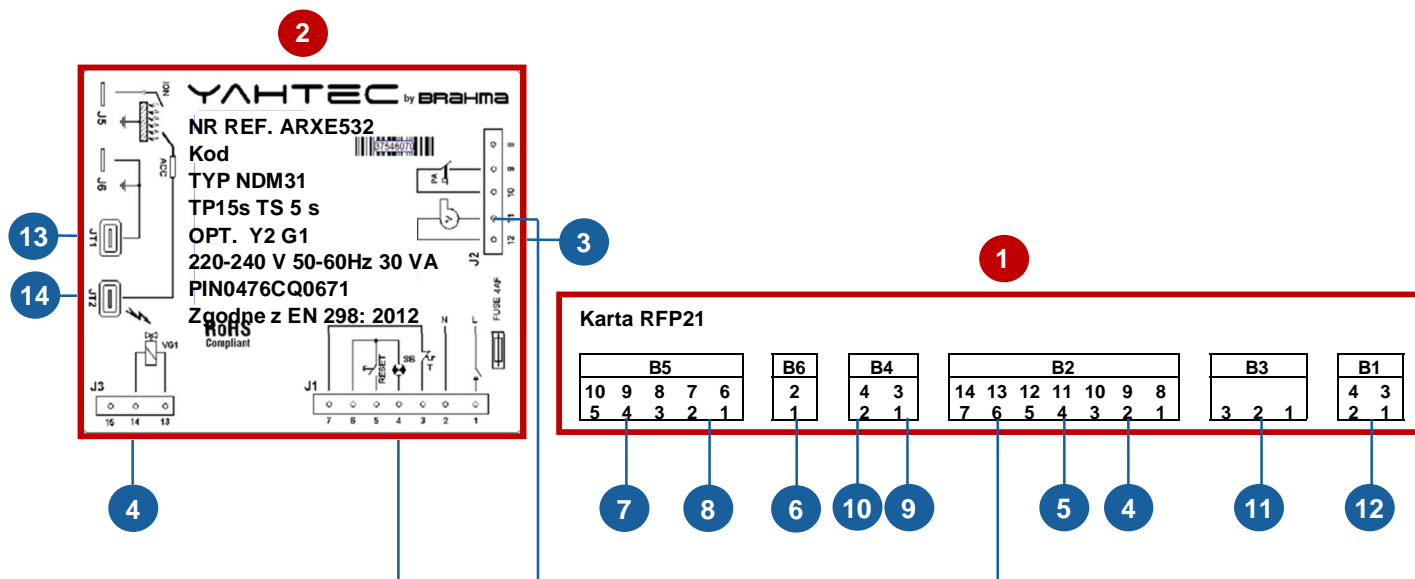 2
YAHTEC by BRAHMA
NR REF. ARXE532
37546070
Kod
TYP NDM31
TP15s TS 5 s
OPT. Y2 G1
220-240 V 50-60Hz 30 VA
PIN0476CQ0671
Zgodne z EN 298: 2012
RoHS
Compliant
J5
ION
J6
ACC
JT1
JT2
VG1
J3
15 14 13
PA
V
8
9
10
11
12
J2
FUSE 4AF
N L
RESET
SB
T
J1
7 6 5 4 3 2 1
13
14
3
4
1
Karta RFP21
B5
10 9 8 7 6
5 4 3 2 1
B6
2
1
B4
4 3
2 1
B2
14 13 12 11 10 9 8
7 6 5 4 3 2 1
B3
3 2 1
B1
4 3
2 1
7 8 6 10 9 5 4 11 12